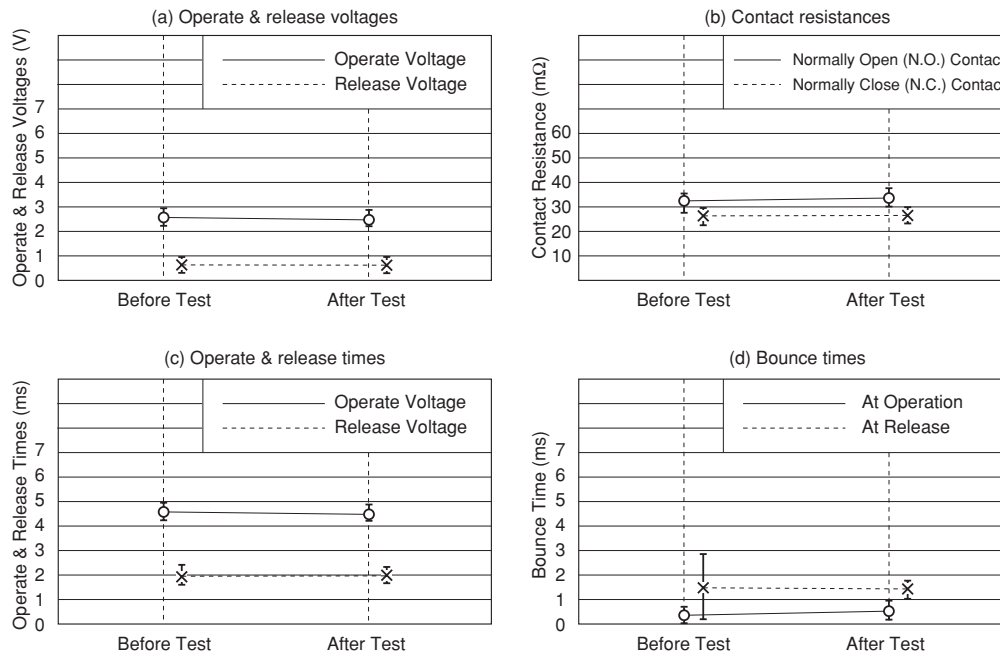 (a) Operate & release voltages
Operate & Release Voltages (V)
Operate Voltage
Release Voltage
7
6
5
4
3
2
1
0
Before Test
After Test
(b) Contact resistances
Contact Resistance (mΩ)
Normally Open (N.O.) Contac
Normally Close (N.C.) Contac
60
50
40
30
20
10
Before Test
After Test
(c) Operate & release times
Operate & Release Times (ms)
Operate Voltage
Release Voltage
7
6
5
4
3
2
1
0
Before Test
After Test
(d) Bounce times
Bounce Time (ms)
At Operation
At Release
7
6
5
4
3
2
1
0
Before Test
After Test